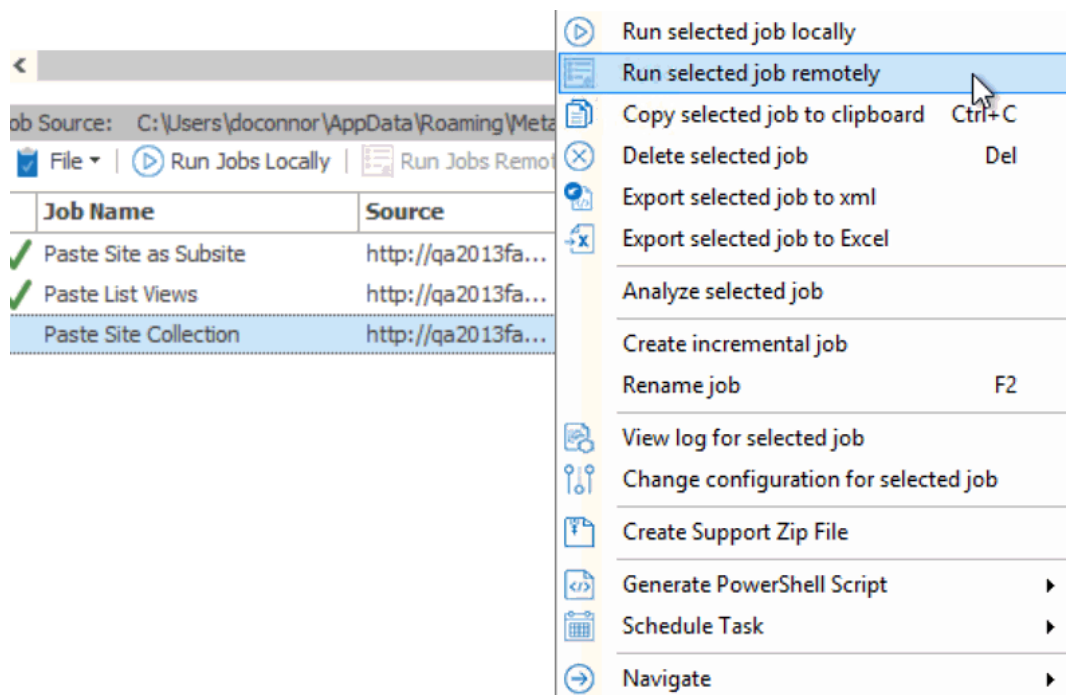 ob Source: C:\Users\doconnor\AppData\Roaming\Meta
File Run Jobs Locally Run Jobs Remot
Job Name Source
Paste Site as Subsite http://qa2013fa...
Paste List Views http://qa2013fa...
Paste Site Collection http://qa2013fa...
Run selected job locally
Run selected job remotely
Copy selected job to clipboard Ctrl+C
Delete selected job Del
Export selected job to xml
Export selected job to Excel
Analyze selected job
Create incremental job
Rename job F2
View log for selected job
Change configuration for selected job
Create Support Zip File
Generate PowerShell Script
Schedule Task
Navigate